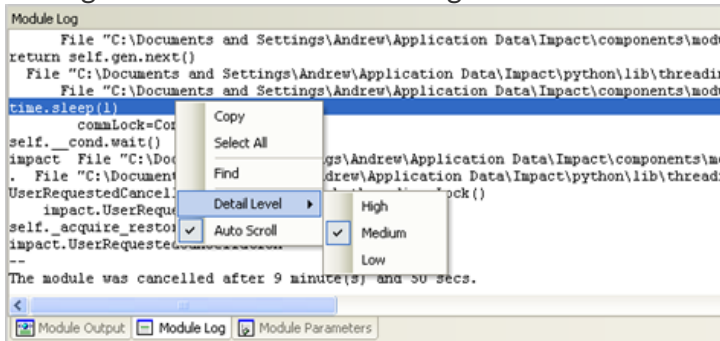 Module Log
File "C:\Documents and Settings\Andrew\Application Data\Impact\components\modu
return self.gen.next()
File "C:\Documents and Settings\Andrew\Application Data\Impact\python\lib\threadin
File "C:\Documents and Settings\Andrew\Application Data\Impact\components\modu
time.sleep(1)
commLock=Con
self.__cond.wait()
impact File "C:\Doc
gs\Andrew\Application Data\Impact\components\mo
. File "C:\Document
drew\Application Data\Impact\python\lib\threadi
UserRequestedCancell
ock()
impact.UserReque
self._acquire_restor
impact.UserRequestedCancellation
--
The module was cancelled after 9 minute(s) and 50 secs.
Copy
Select All
Find
Detail Level
Auto Scroll
High
Medium
Low
Module Output
Module Log
Module Parameters